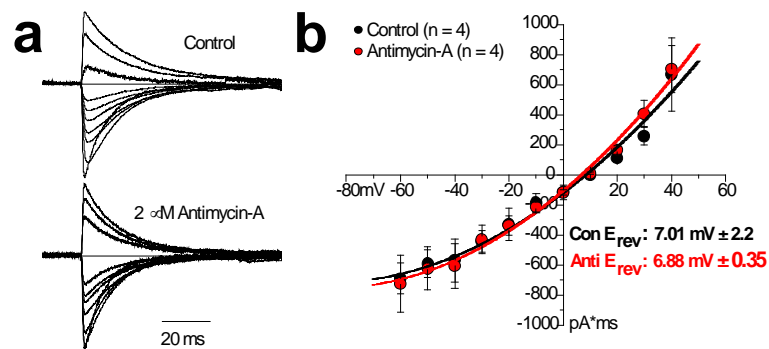 a
Control
2 ∝M Antimycin-A
20 ms
b
Control (n = 4)
Antimycin-A (n = 4)
1000
800
600
400
200
0
-200
-400
-600
-800
-1000
-80mV -60 -40 -20 0 20 40 60
pA*ms
Con Erev: 7.01 mV ± 2.2
Anti Erev: 6.88 mV ± 0.35